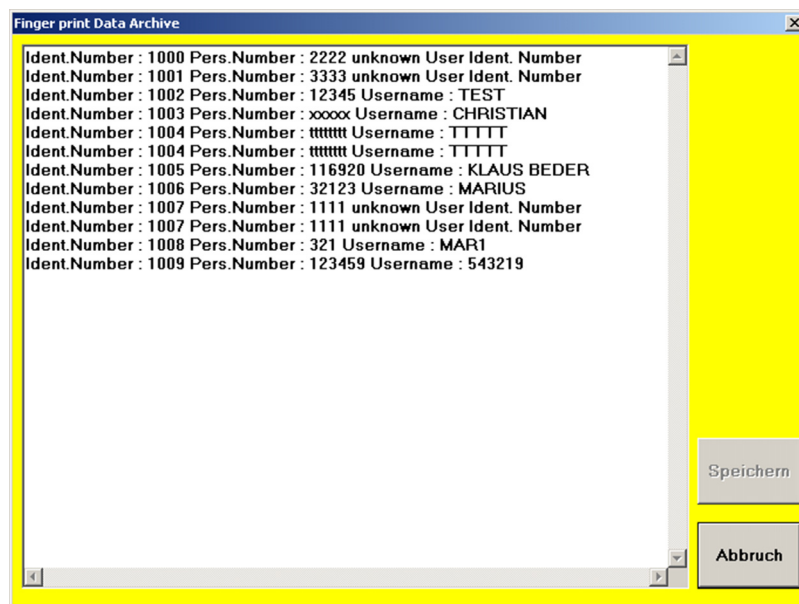 Finger print Data Archive
Ident.Number : 1000 Pers.Number : 2222 unknown User Ident. Number
Ident.Number : 1001 Pers.Number : 3333 unknown User Ident. Number
Ident.Number : 1002 Pers.Number : 12345 Username : TEST
Ident.Number : 1003 Pers.Number : xxxxx Username : CHRISTIAN
Ident.Number : 1004 Pers.Number : tttttttt Username : TTTTT
Ident.Number : 1004 Pers.Number : tttttttt Username : TTTTT
Ident.Number : 1005 Pers.Number : 116920 Username : KLAUS BEDER
Ident.Number : 1006 Pers.Number : 32123 Username : MARIUS
Ident.Number : 1007 Pers.Number : 1111 unknown User Ident. Number
Ident.Number : 1007 Pers.Number : 1111 unknown User Ident. Number
Ident.Number : 1008 Pers.Number : 321 Username : MAR1
Ident.Number : 1009 Pers.Number : 123459 Username : 543219
Speichern
Abbruch